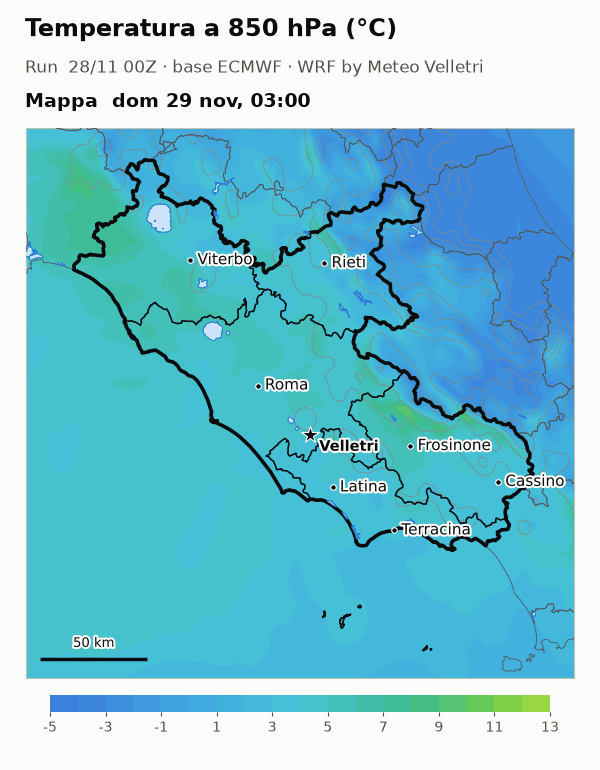 Temperatura a 850 hPa (°C)
Run  28/11 00Z · base ECMWF · WRF by Meteo Velletri
Mappa  dom 29 nov, 03:00
Viterbo
Rieti
Roma
Velletri
Frosinone
Cassino
Latina
Terracina
50 km
-5 -3 -1 1 3 5 7 9 11 13